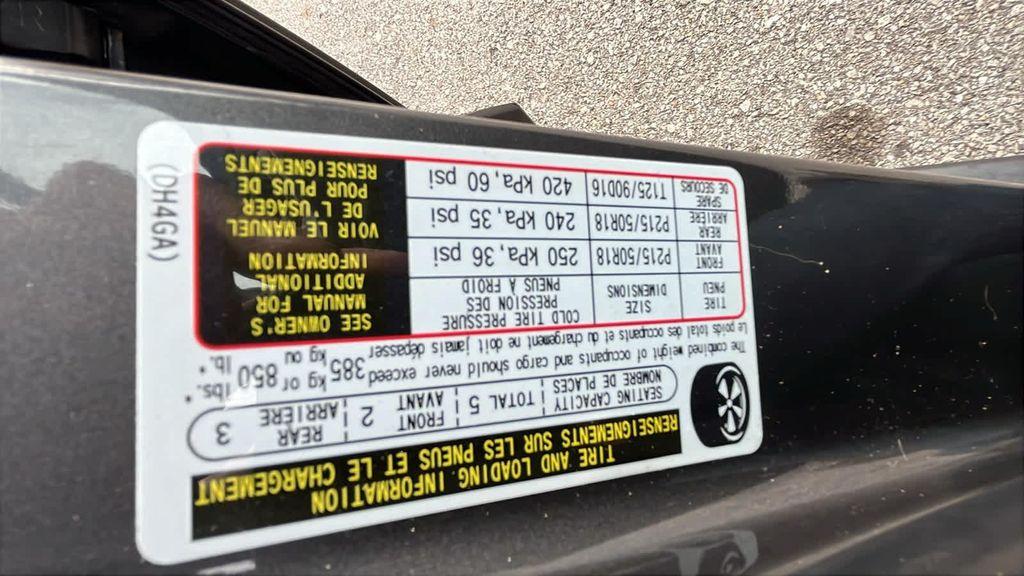 TIRE AND LOADING INFORMATION
RENSEIGNEMENTS SUR LES PNEUS ET LE CHARGEMENT
SEATING CAPACITY
NOMBRE DE PLACES
TOTAL 5
FRONT
AVANT
2
REAR
ARRIÈRE
3
The combined weight of occupants and cargo should never exceed 385 kg or 850 lbs.
Le poids total des occupants et du chargement ne doit jamais dépasser 385 kg ou 850 lb.
TIRE
PNEU
SIZE
DIMENSIONS
COLD TIRE PRESSURE
PRESSION DES
PNEUS A FROID
FRONT
AVANT
P215/50R18
250 kPa, 36 psi
REAR
ARRIÈRE
P215/50R18
240 kPa, 35 psi
SPARE
DE SECOURS
T125/90D16
420 kPa, 60 psi
SEE OWNER'S
MANUAL FOR
ADDITIONAL
INFORMATION
VOIR LE MANUEL
DE L'USAGER
POUR PLUS DE
RENSEIGNEMENTS
(DH4GA)